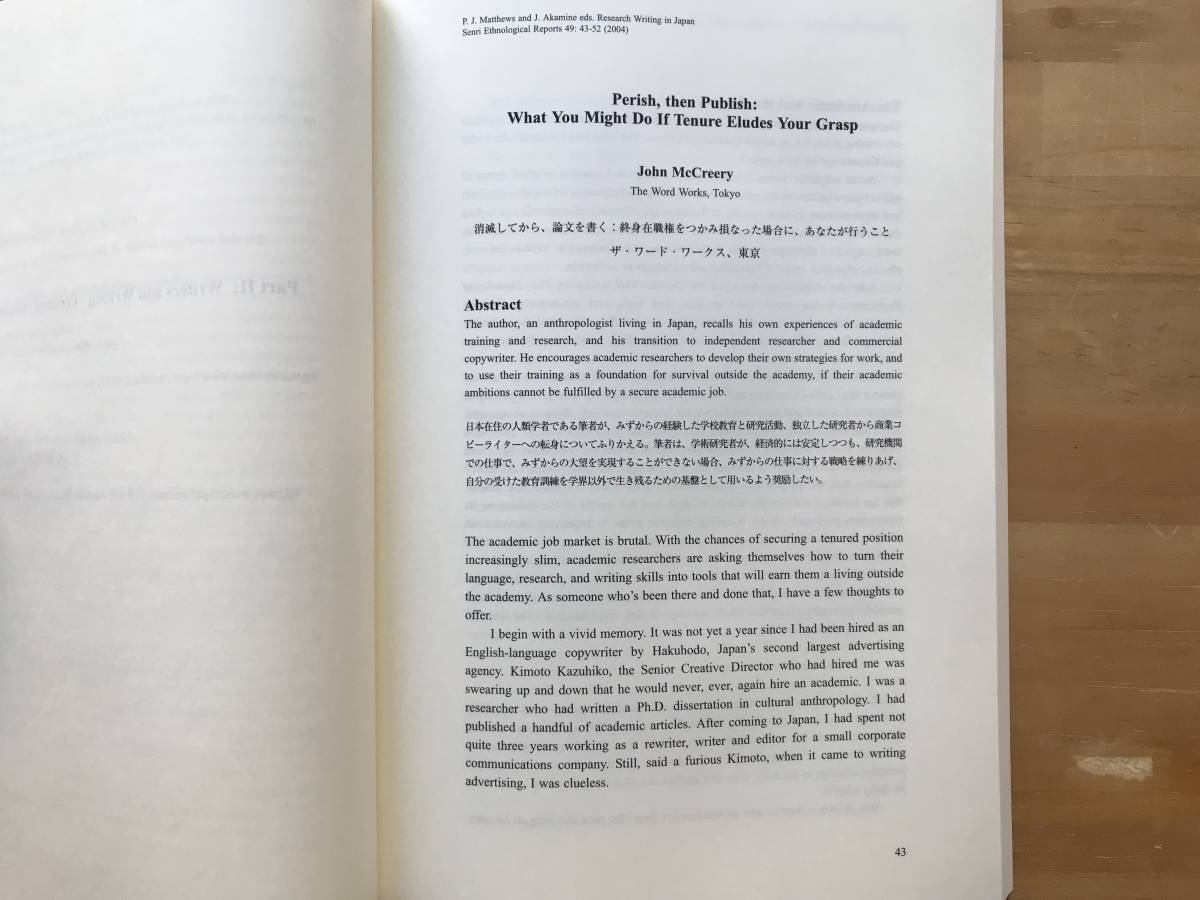 P. J. Matthews and J. Akamine eds. Research Writing in Japan
Senri Ethnological Reports 49: 43-52 (2004)
Perish, then Publish:
What You Might Do If Tenure Eludes Your Grasp
John McCreery
The Word Works, Tokyo
消滅してから、論文を書く：終身在職権をつかみ損なった場合に、あなたが行うこと
ザ・ワード・ワークス、東京
Abstract
The author, an anthropologist living in Japan, recalls his own experiences of academic
training and research, and his transition to independent researcher and commercial
copywriter. He encourages academic researchers to develop their own strategies for work, and
to use their training as a foundation for survival outside the academy, if their academic
ambitions cannot be fulfilled by a secure academic job.
日本在住の人類学者である筆者が、みずからの経験した学校教育と研究活動、独立した研究者から商業コ
ピーライターへの転身についてふりかえる。筆者は、学術研究者が、経済的には安定しつつも、研究機関
での仕事で、みずからの大望を実現することができない場合、みずからの仕事に対する戦略を練りあげ、
自分の受けた教育訓練を学界以外で生き残るための基盤として用いるよう奨励したい。
The academic job market is brutal. With the chances of securing a tenured position
increasingly slim, academic researchers are asking themselves how to turn their
language, research, and writing skills into tools that will earn them a living outside
the academy. As someone who's been there and done that, I have a few thoughts to
offer.
I begin with a vivid memory. It was not yet a year since I had been hired as an
English-language copywriter by Hakuhodo, Japan's second largest advertising
agency. Kimoto Kazuhiko, the Senior Creative Director who had hired me was
swearing up and down that he would never, ever, again hire an academic. I was a
researcher who had written a Ph.D. dissertation in cultural anthropology. I had
published a handful of academic articles. After coming to Japan, I had spent not
quite three years working as a rewriter, writer and editor for a small corporate
communications company. Still, said a furious Kimoto, when it came to writing
advertising, I was clueless.
43